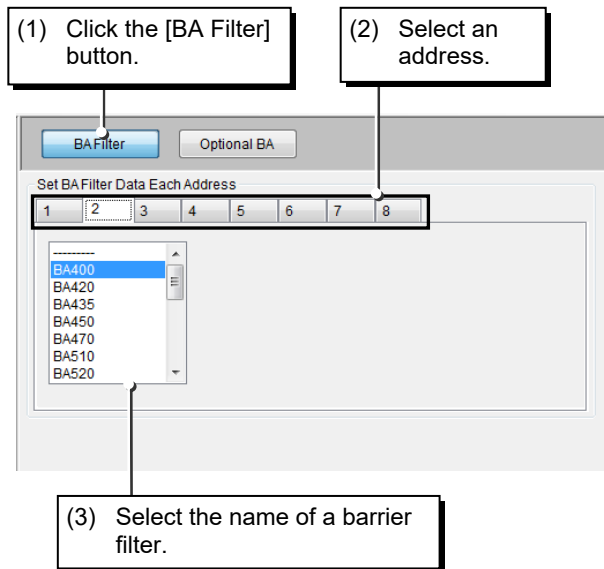 (1) Click the [BA Filter]
button.
(2) Select an
address.
BA Filter
Optional BA
Set BA Filter Data Each Address
1 2 3 4 5 6 7 8
---------
BA400
BA420
BA435
BA450
BA470
BA510
BA520
(3) Select the name of a barrier
filter.